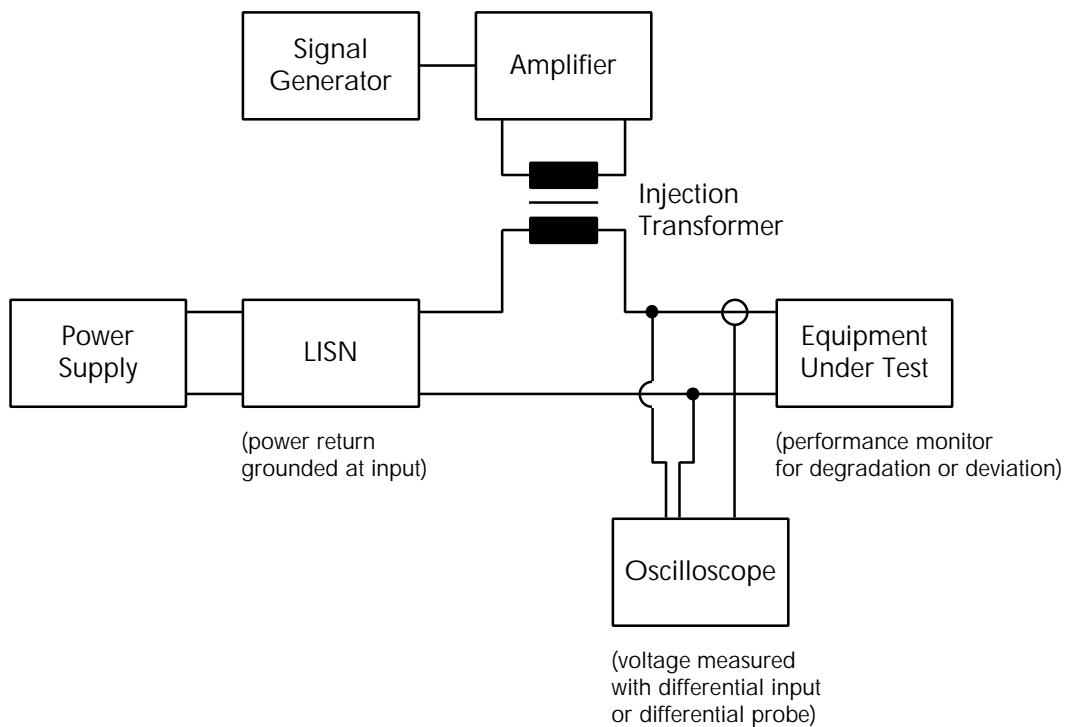 Signal
Generator
Amplifier
Injection
Transformer
Power
Supply
LISN
Equipment
Under Test
(power return
grounded at input)
(performance monitor
for degradation or deviation)
Oscilloscope
(voltage measured
with differential input
or differential probe)